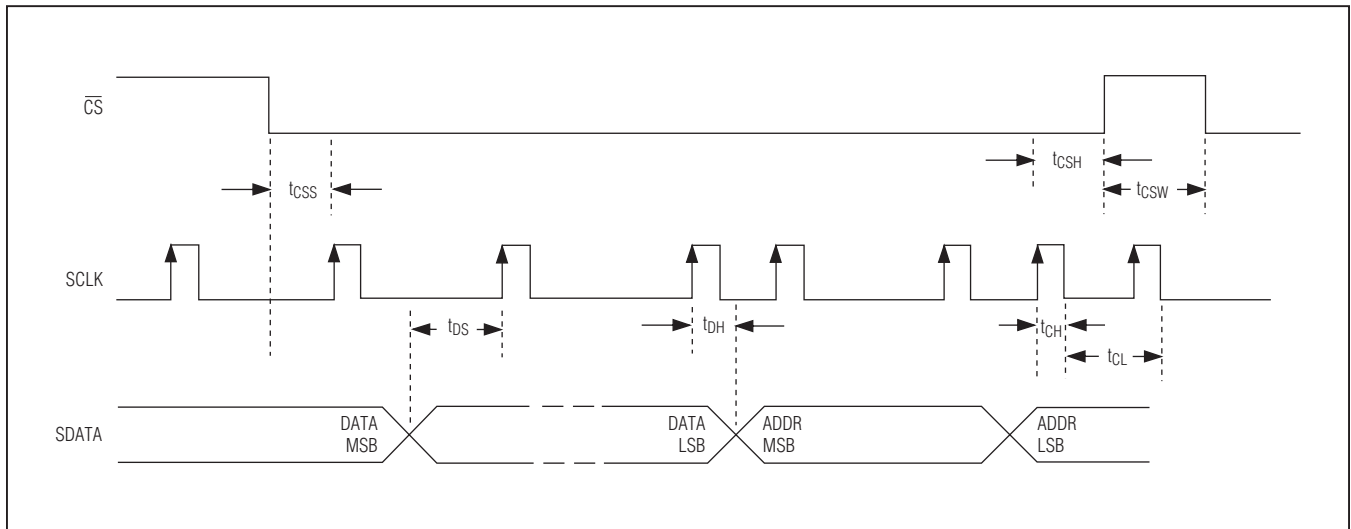 CS
tCSS
tCSH
tCSW
SCLK
tDS
tDH
tCH
tCL
SDATA
DATA
MSB
DATA
LSB
ADDR
MSB
ADDR
LSB